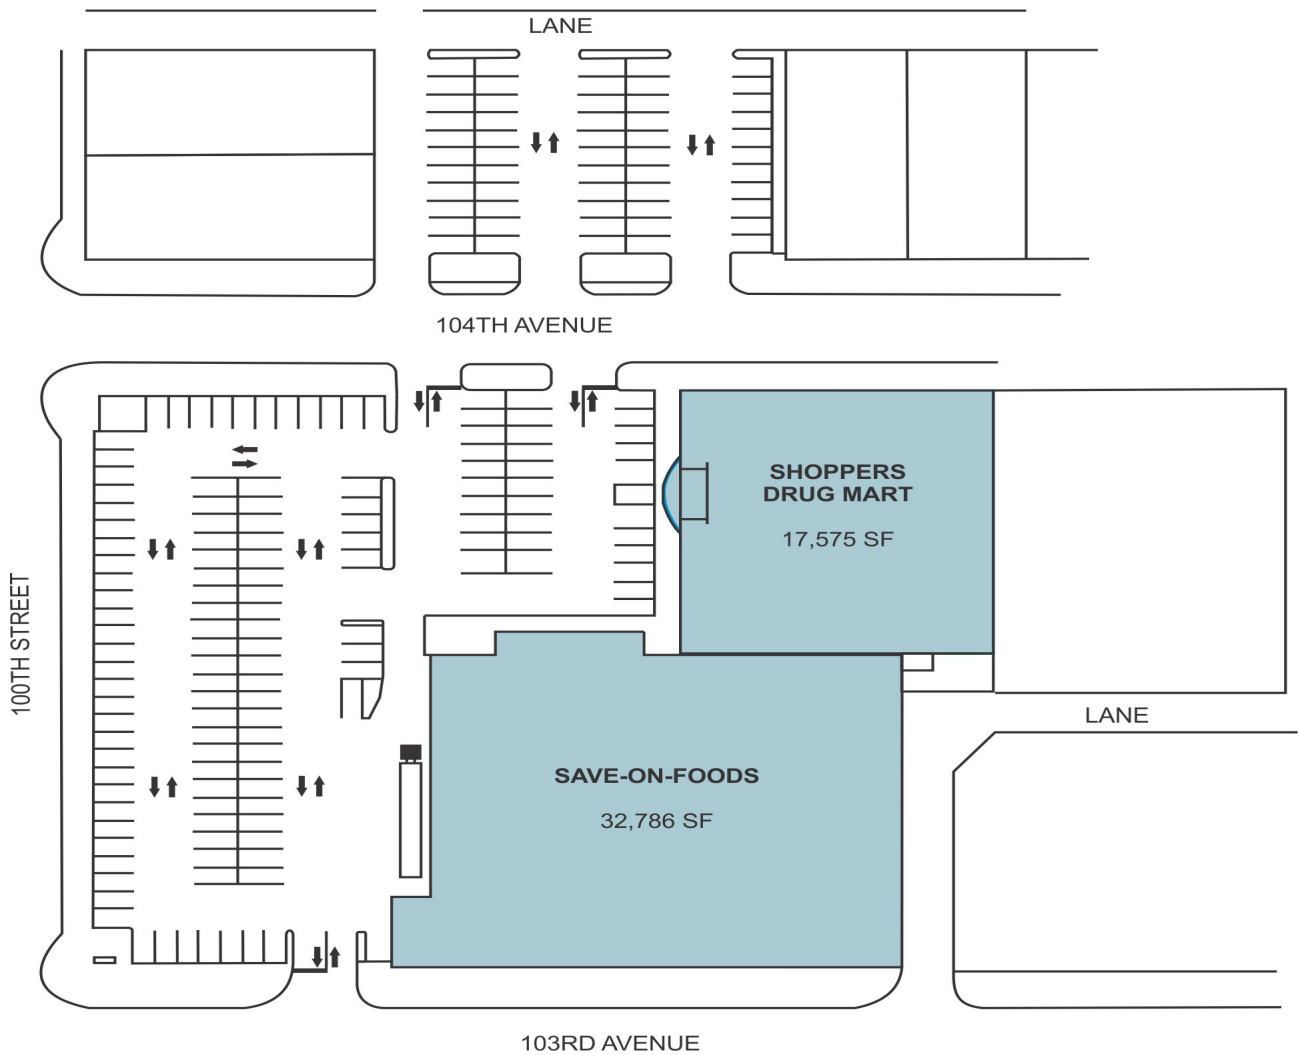 LANE
104TH AVENUE
SHOPPERS
DRUG MART
17,575 SF
100TH STREET
LANE
SAVE-ON-FOODS
32,786 SF
103RD AVENUE